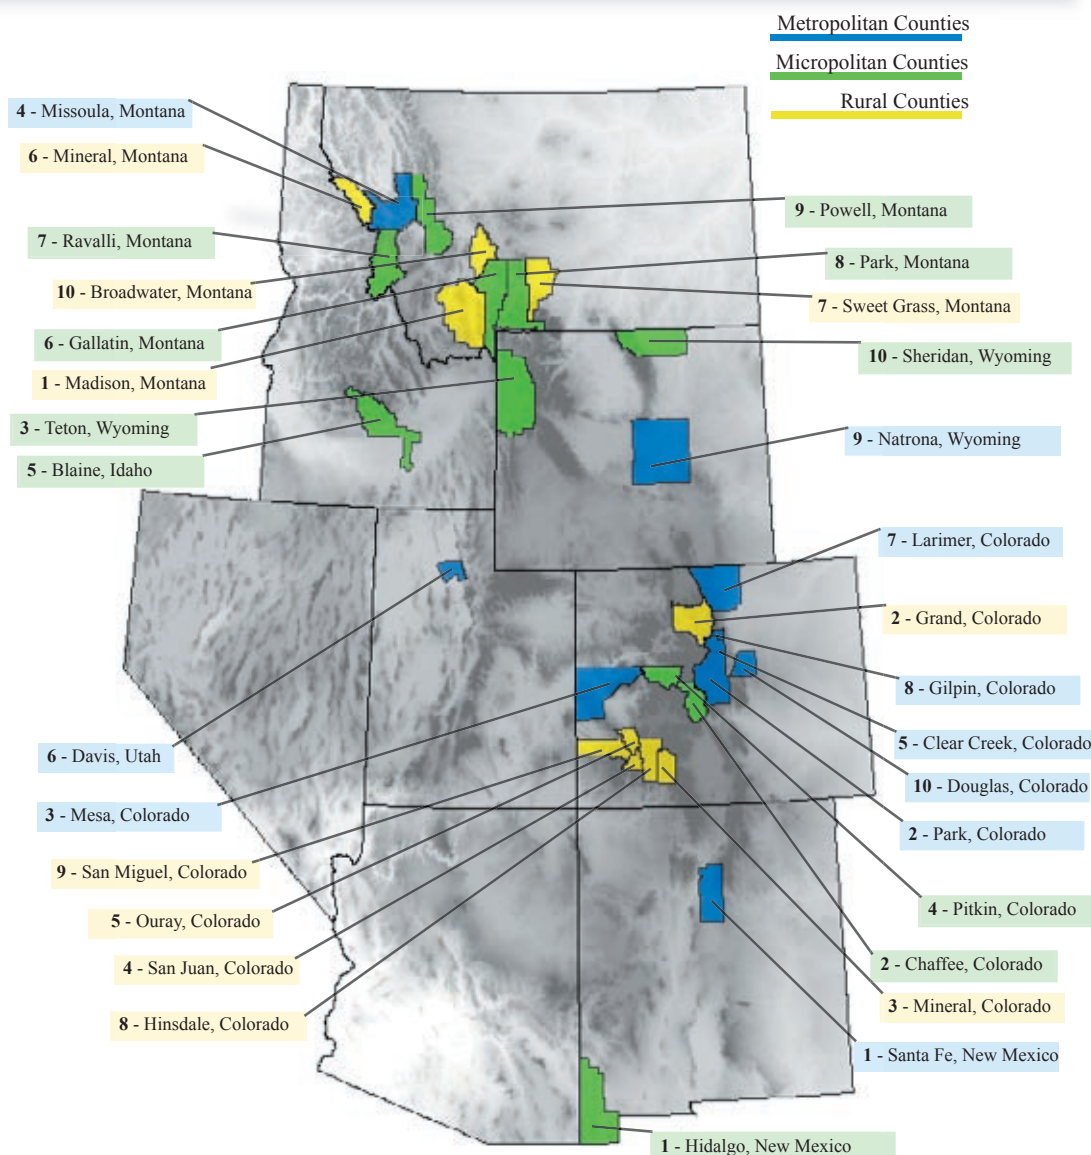 Metropolitan Counties
Micropolitan Counties
Rural Counties
4 - Missoula, Montana
6 - Mineral, Montana
7 - Ravalli, Montana
10 - Broadwater, Montana
6 - Gallatin, Montana
1 - Madison, Montana
3 - Teton, Wyoming
5 - Blaine, Idaho
9 - Powell, Montana
8 - Park, Montana
7 - Sweet Grass, Montana
10 - Sheridan, Wyoming
9 - Natrona, Wyoming
7 - Larimer, Colorado
2 - Grand, Colorado
8 - Gilpin, Colorado
5 - Clear Creek, Colorado
10 - Douglas, Colorado
2 - Park, Colorado
4 - Pitkin, Colorado
2 - Chaffee, Colorado
3 - Mineral, Colorado
1 - Santa Fe, New Mexico
1 - Hidalgo, New Mexico
6 - Davis, Utah
3 - Mesa, Colorado
9 - San Miguel, Colorado
5 - Ouray, Colorado
4 - San Juan, Colorado
8 - Hinsdale, Colorado